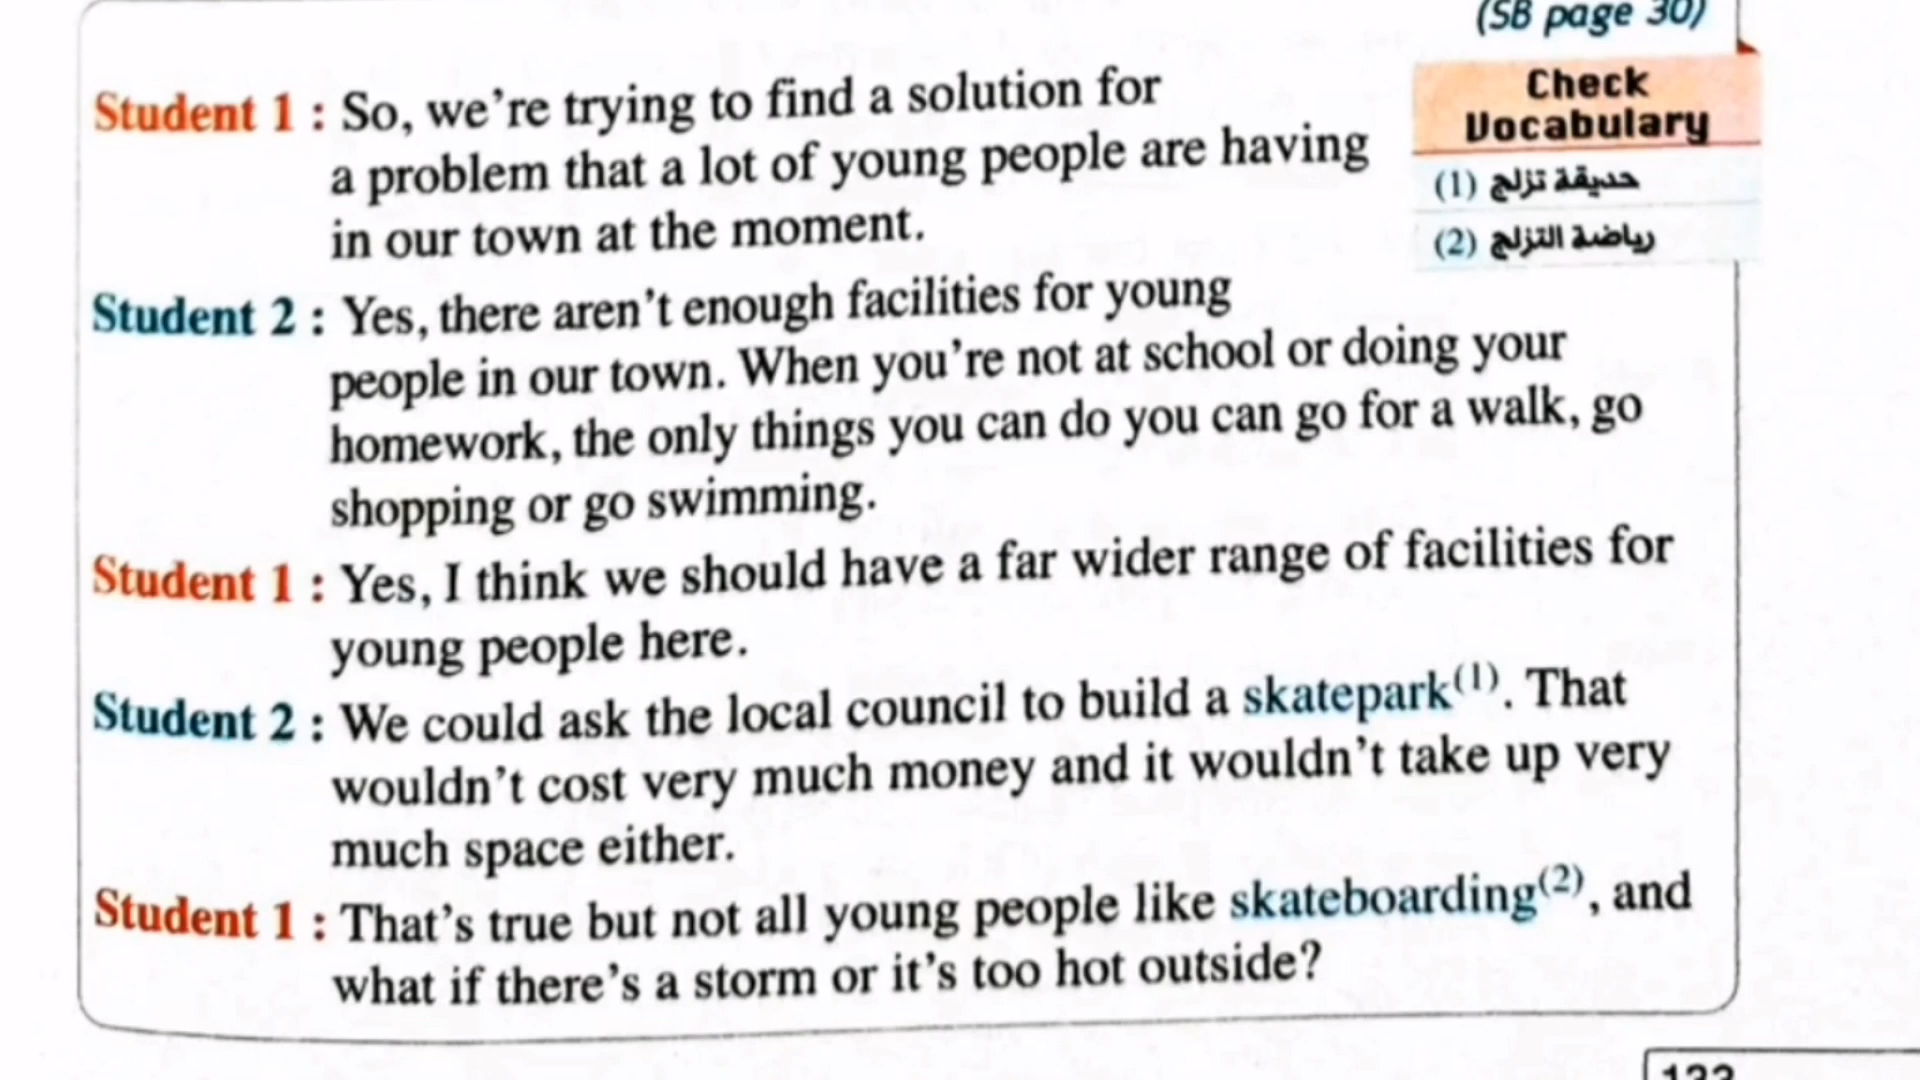 (SB page 30)
Check
Vocabulary
(1) حديقة تزلج
(2) رياضة التزلج
Student 1 : So, we're trying to find a solution for
a problem that a lot of young people are having
in our town at the moment.
Student 2 : Yes, there aren't enough facilities for young
people in our town. When you're not at school or doing your
homework, the only things you can do you can go for a walk, go
shopping or go swimming.
Student 1 : Yes, I think we should have a far wider range of facilities for
young people here.
Student 2 : We could ask the local council to build a skatepark(1). That
wouldn't cost very much money and it wouldn't take up very
much space either.
Student 1 : That's true but not all young people like skateboarding(2), and
what if there's a storm or it's too hot outside?